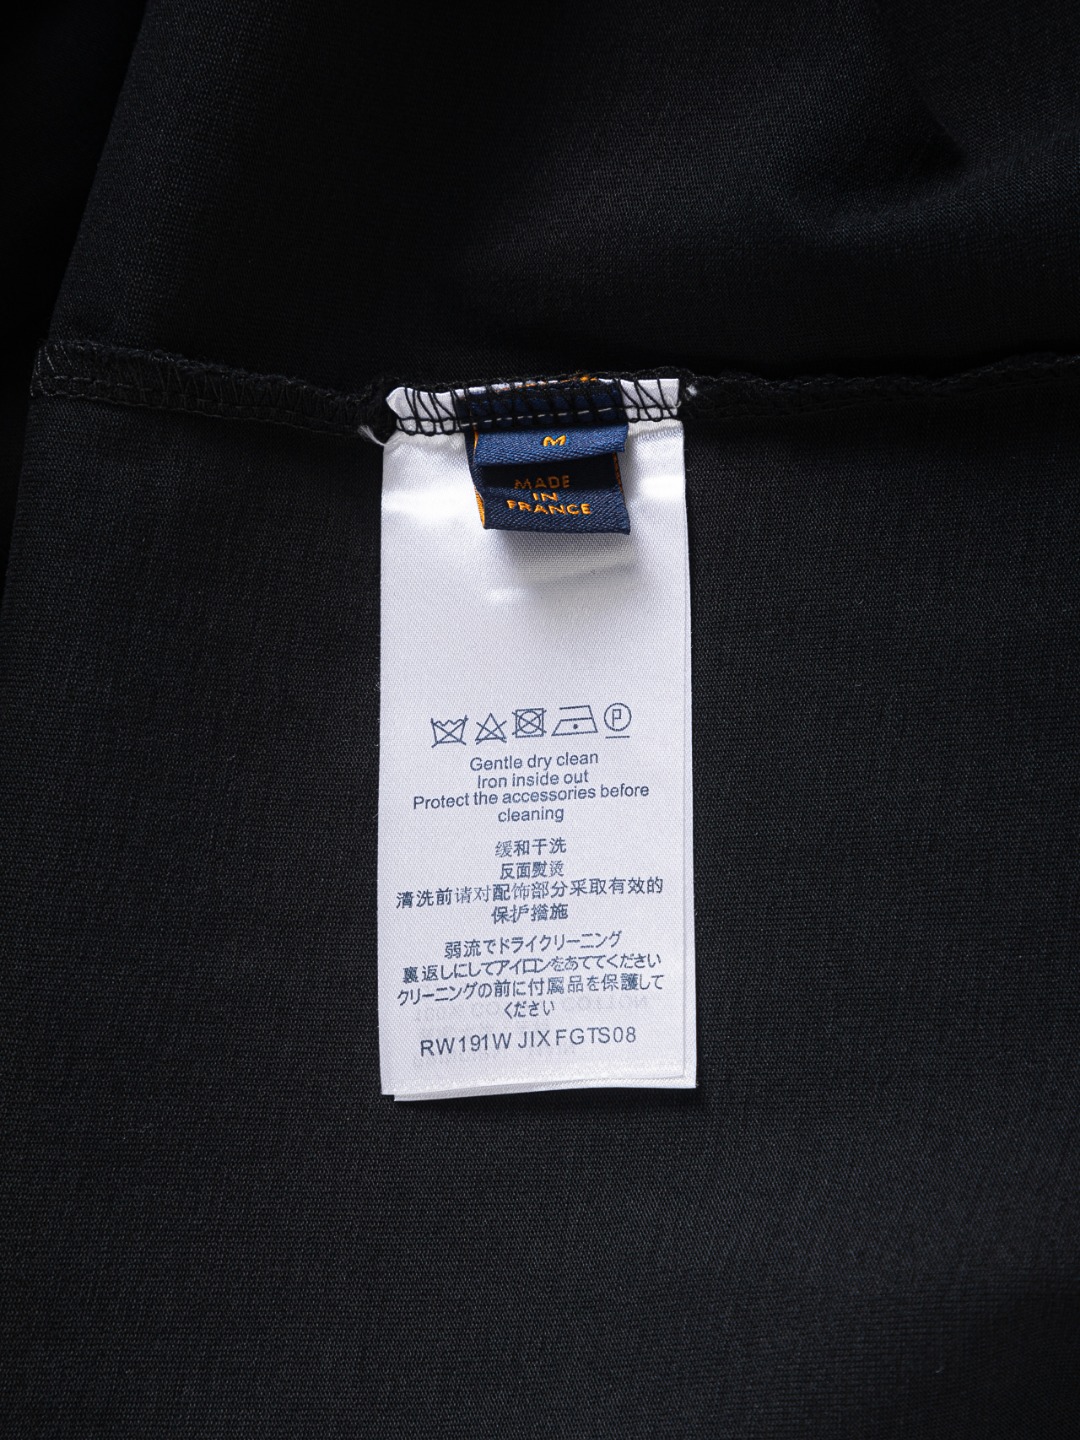 M
MADE
IN
FRANCE
P
Gentle dry clean
Iron inside out
Protect the accessories before
cleaning
缓和干洗
反面熨烫
清洗前请对配饰部分采取有效的
保护措施
弱流でドライクリーニング
裏返しにしてアイロンをあててください
クリーニングの前に付属品を保護して
ください
RW191W JIX FGTS08